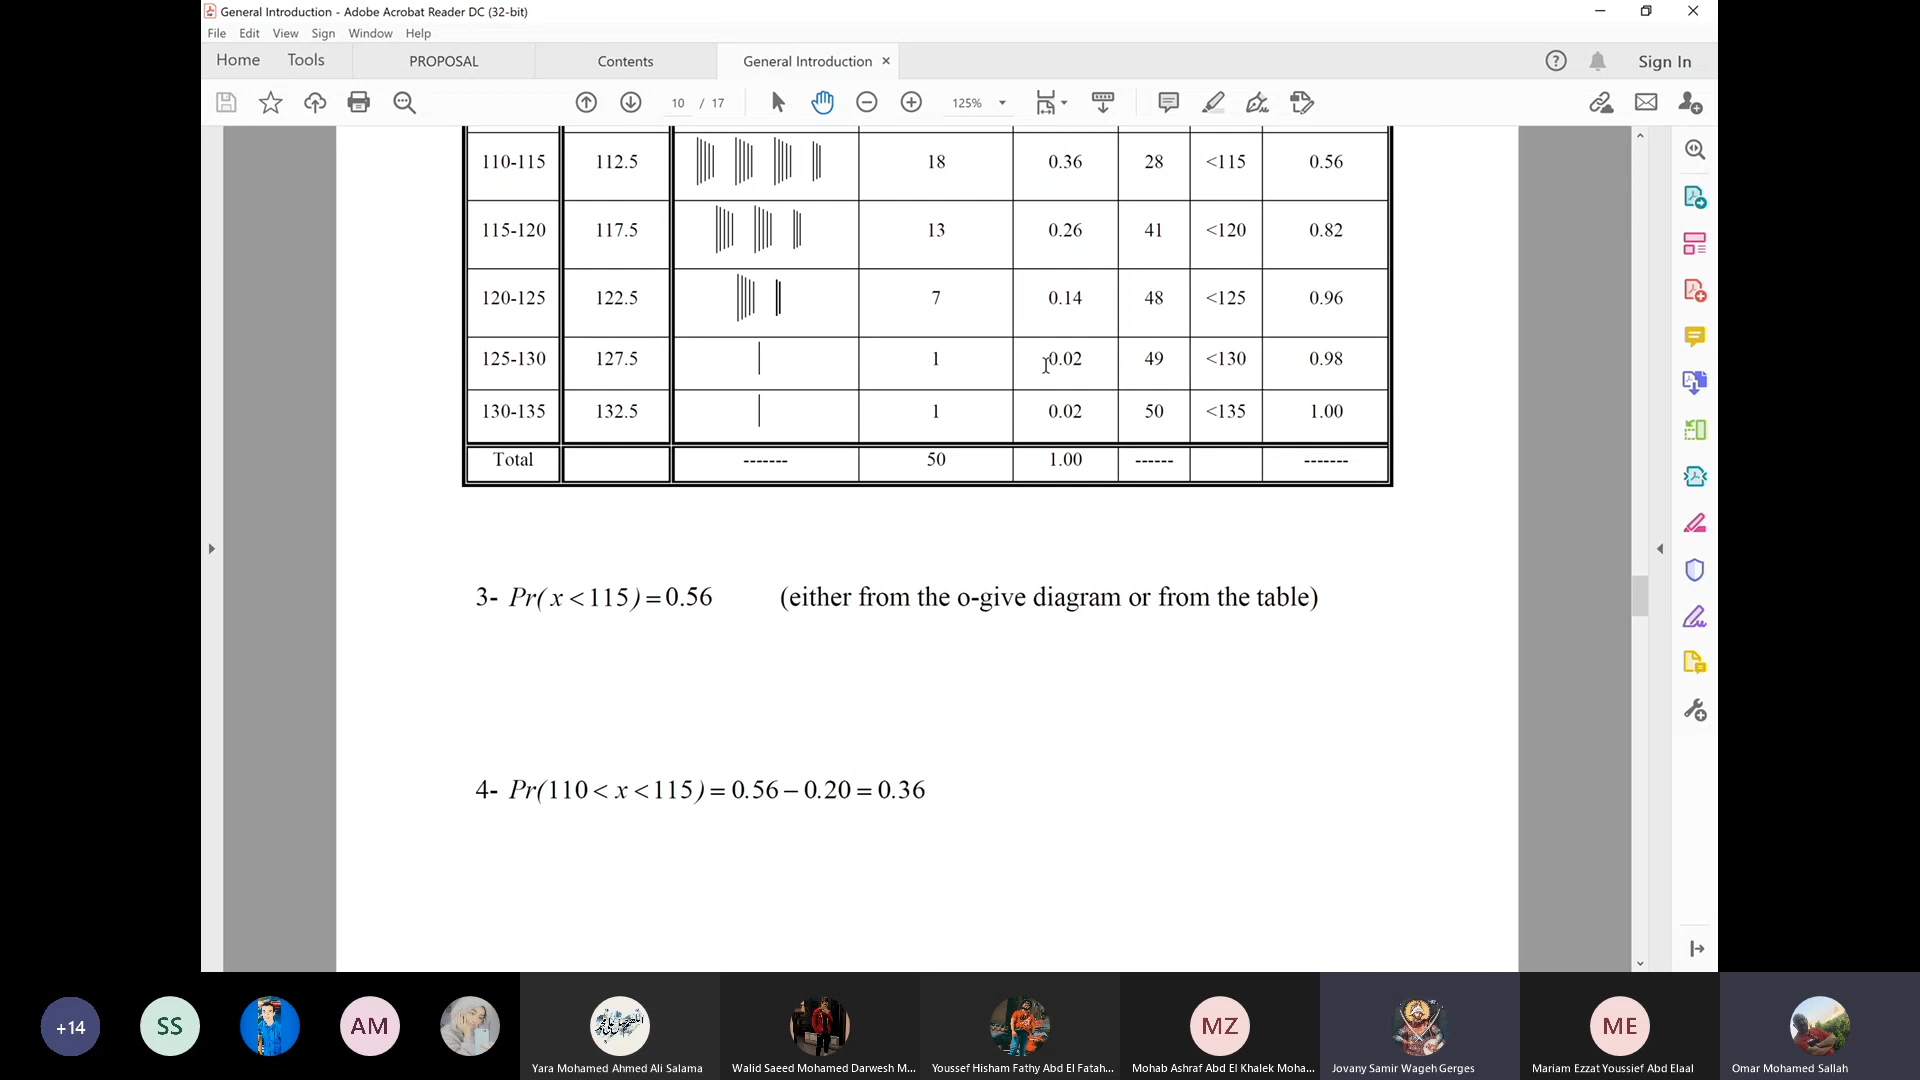 General Introduction - Adobe Acrobat Reader DC (32-bit)
File Edit View Sign Window Help
Home Tools PROPOSAL Contents General Introduction × Sign In
10 / 17 125%
110-115 112.5 18 0.36 28 <115 0.56
115-120 117.5 13 0.26 41 <120 0.82
120-125 122.5 7 0.14 48 <125 0.96
125-130 127.5 1 0.02 49 <130 0.98
130-135 132.5 1 0.02 50 <135 1.00
Total ------- 50 1.00 ------ -------
3- Pr( x < 115 ) = 0.56 (either from the o-give diagram or from the table)
4- Pr( 110 < x < 115 ) = 0.56 – 0.20 = 0.36
+14 SS AM MZ ME
Yara Mohamed Ahmed Ali Salama Walid Saeed Mohamed Darwesh M... Youssef Hisham Fathy Abd El Fatah... Mohab Ashraf Abd El Khalek Moha... Jovany Samir Wageh Gerges Mariam Ezzat Youssief Abd Elaal Omar Mohamed Sallah